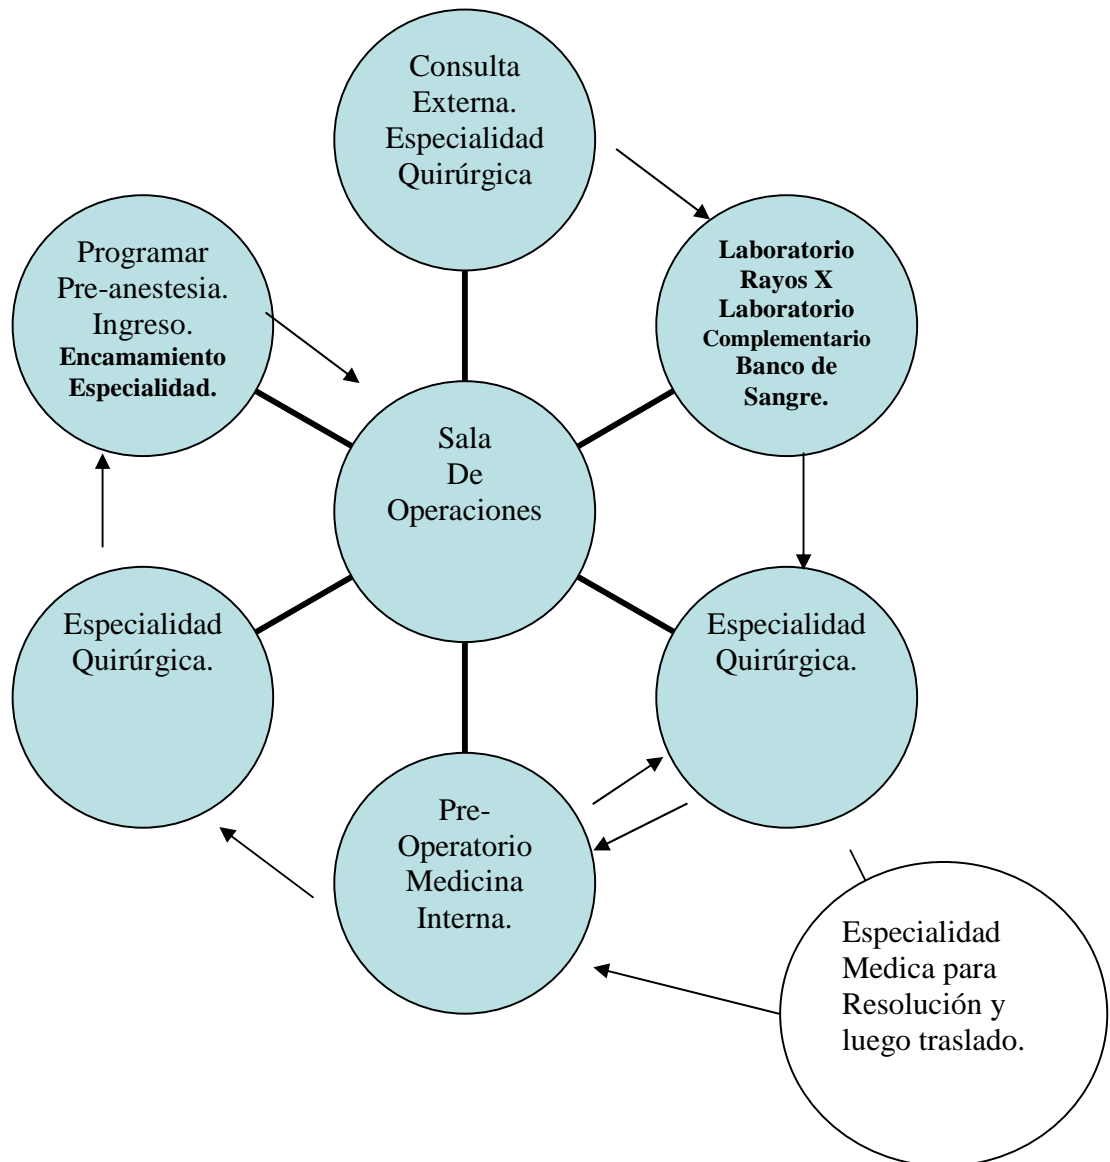 Consulta
Externa.
Especialidad
Quirúrgica
Programar
Pre-anestesia.
Ingreso.
Encamamiento
Especialidad.
Laboratorio
Rayos X
Laboratorio
Complementario
Banco de
Sangre.
Sala
De
Operaciones
Especialidad
Quirúrgica.
Especialidad
Quirúrgica.
Pre-
Operatorio
Medicina
Interna.
Especialidad
Medica para
Resolución y
luego traslado.